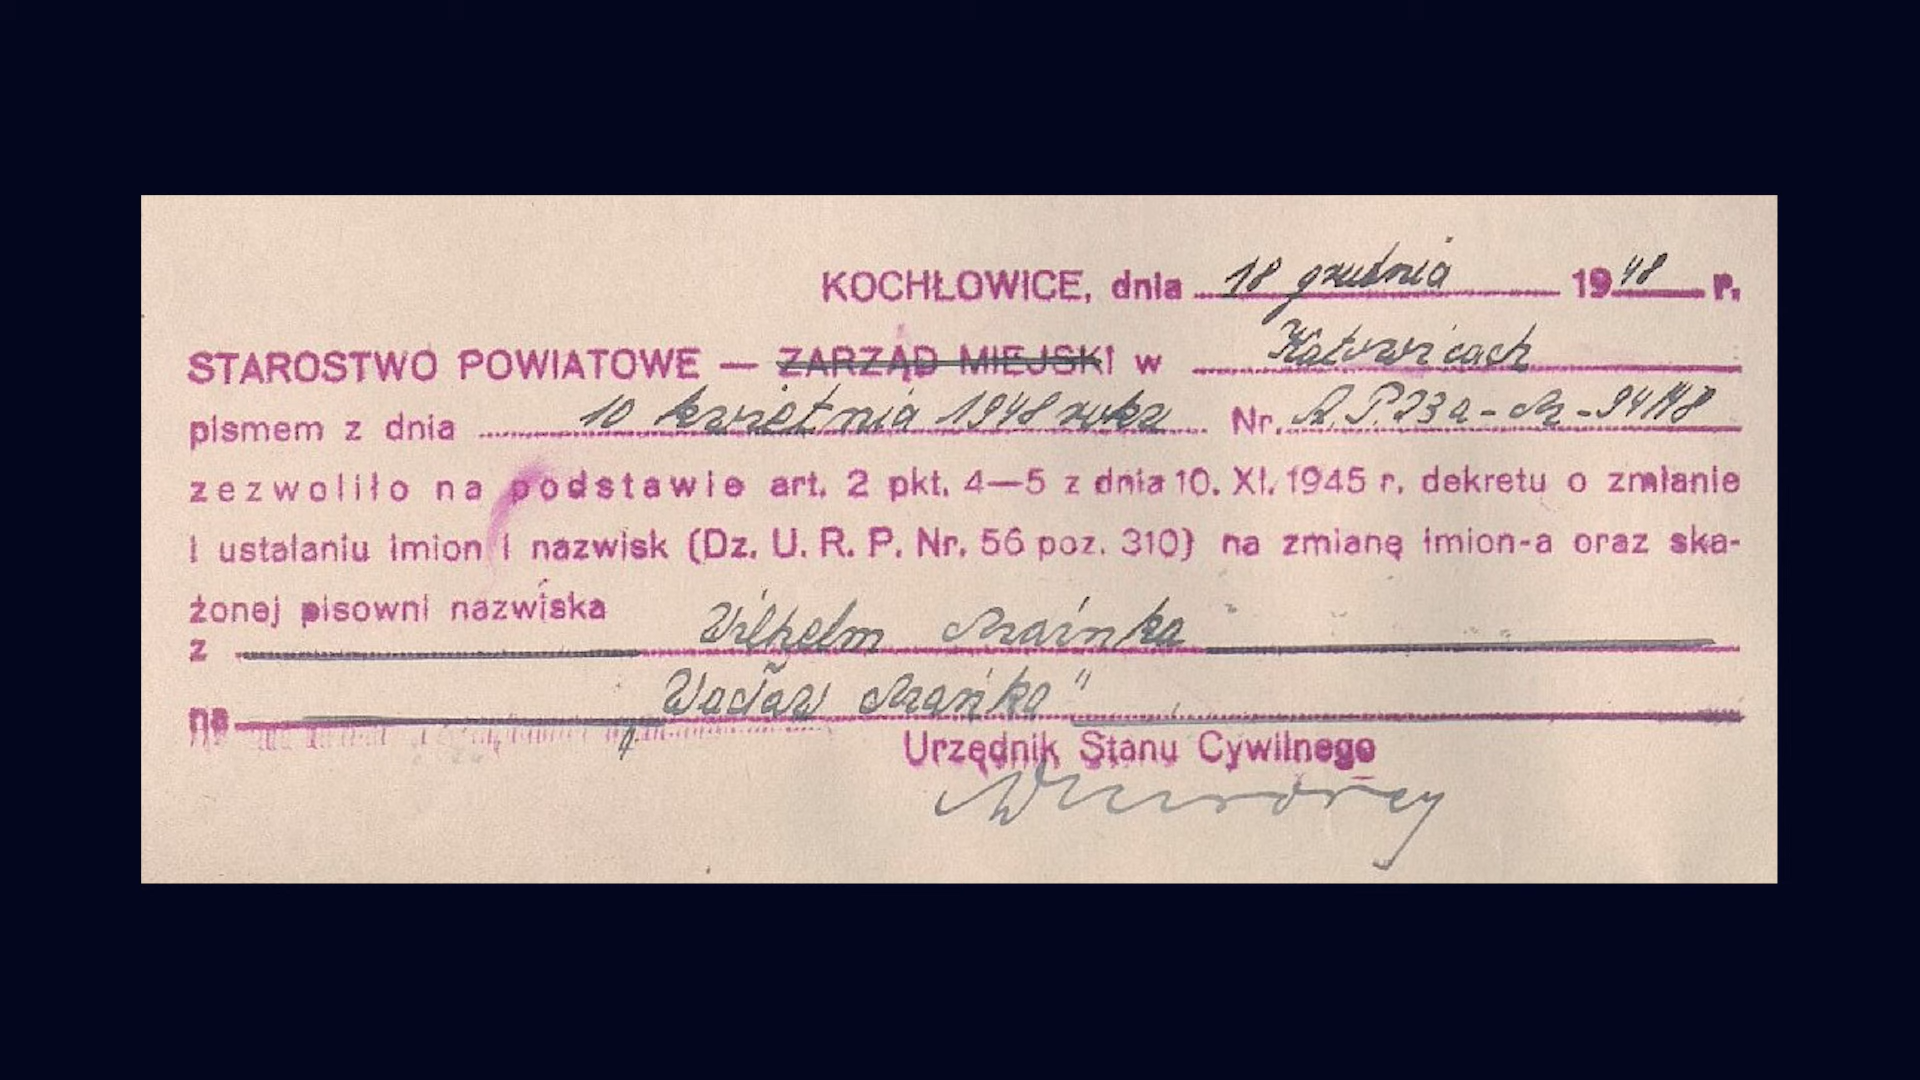 KOCHŁOWICE, dnia 18 grudnia 1948 r.
STAROSTWO POWIATOWE — ZARZĄD MIEJSKI w Katowicach
pismem z dnia 10 kwietnia 1948 roku Nr.
zezwoliło na podstawie art. 2 pkt. 4—5 z dnia 10. XI. 1945 r. dekretu o zmianie
i ustalaniu imion i nazwisk (Dz. U. R. P. Nr. 56 poz. 310) na zmianę imion-a oraz ska-
żonej pisowni nazwiska
z Wilhelm Mainka
na „Wacław Mańka"
Urzędnik Stanu Cywilnego